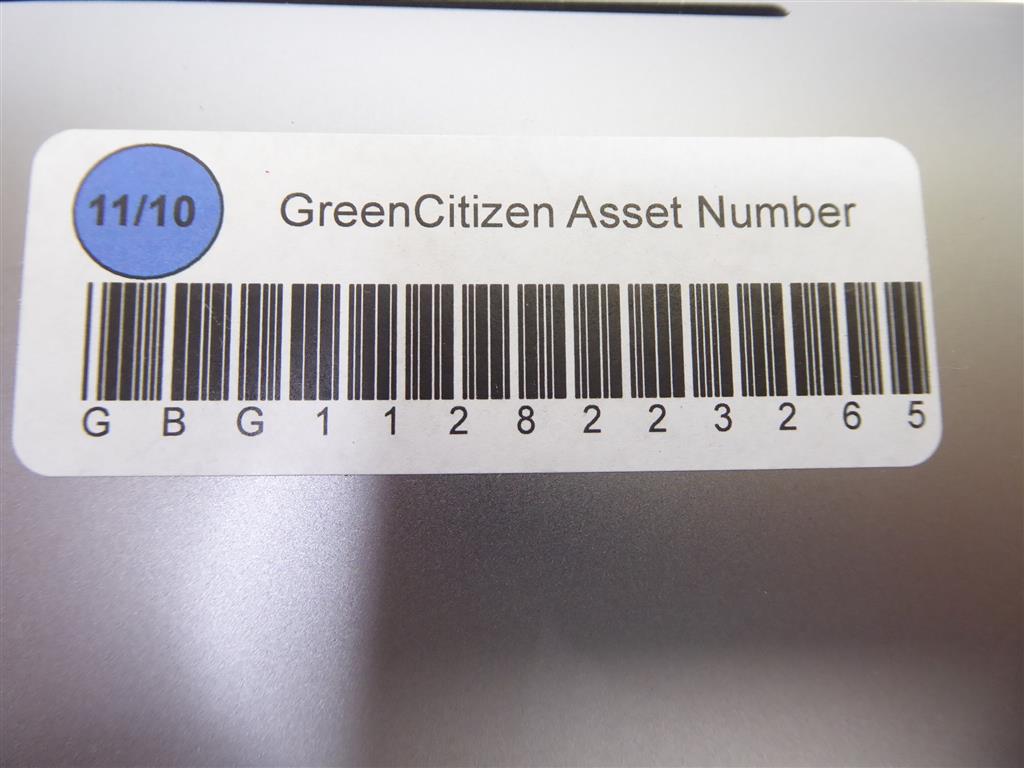 11/10
GreenCitizen Asset Number
G B G 1 1 2 8 2 2 3 2 6 5